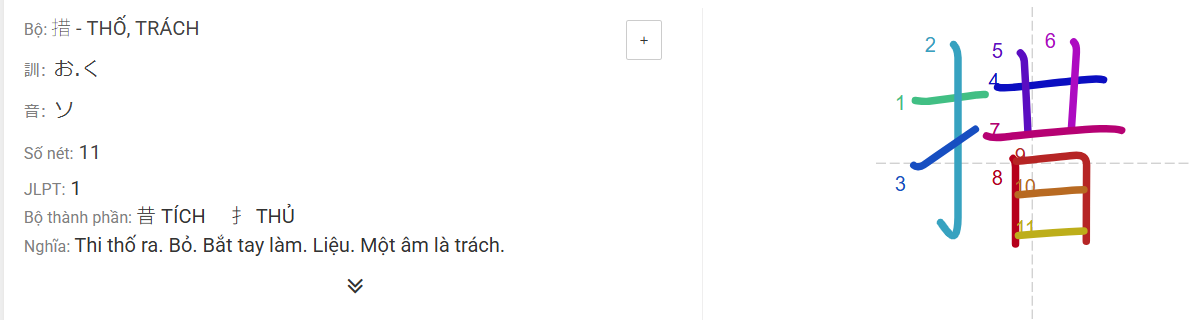 Bộ: 措 - THỐ, TRÁCH
+
訓: お.く
音: ソ
Số nét: 11
JLPT: 1
Bộ thành phần: 昔 TÍCH 扌 THỦ
Nghĩa: Thi thố ra. Bỏ. Bắt tay làm. Liệu. Một âm là trách.
措
1
2
3
4
5
6
7
8
9
10
11